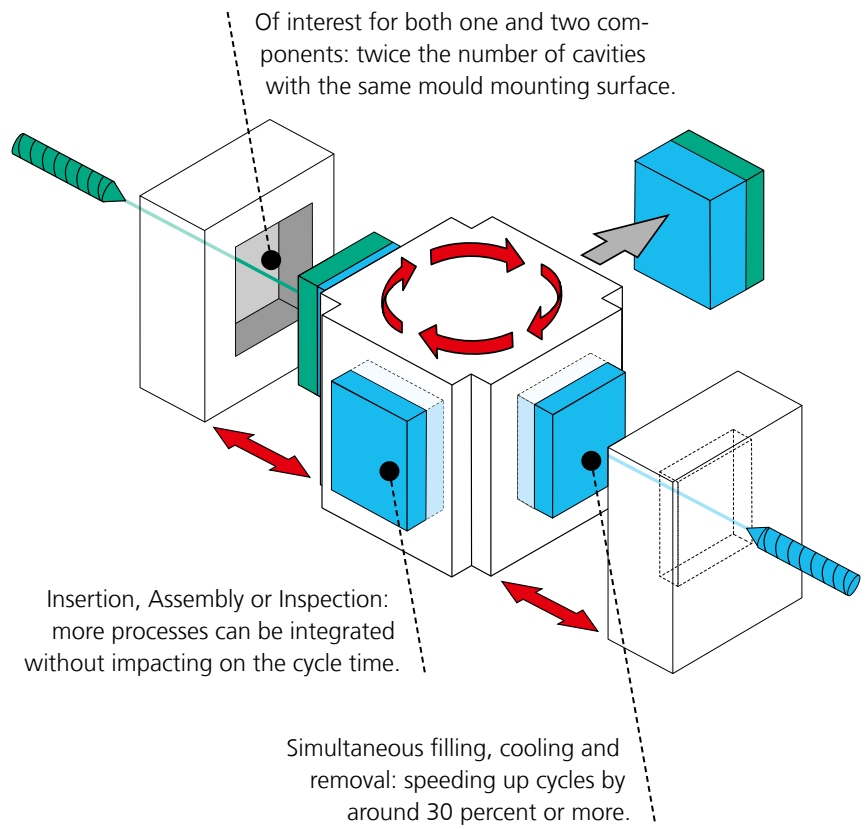 Of interest for both one and two com-
ponents: twice the number of cavities
with the same mould mounting surface.
Insertion, Assembly or Inspection:
more processes can be integrated
without impacting on the cycle time.
Simultaneous filling, cooling and
removal: speeding up cycles by
around 30 percent or more.